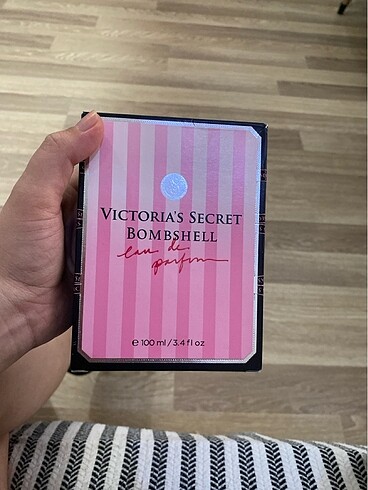 VICTORIA'S SECRET
BOMBSHELL
eau de
parfum
℮ 100 ml / 3.4 fl oz